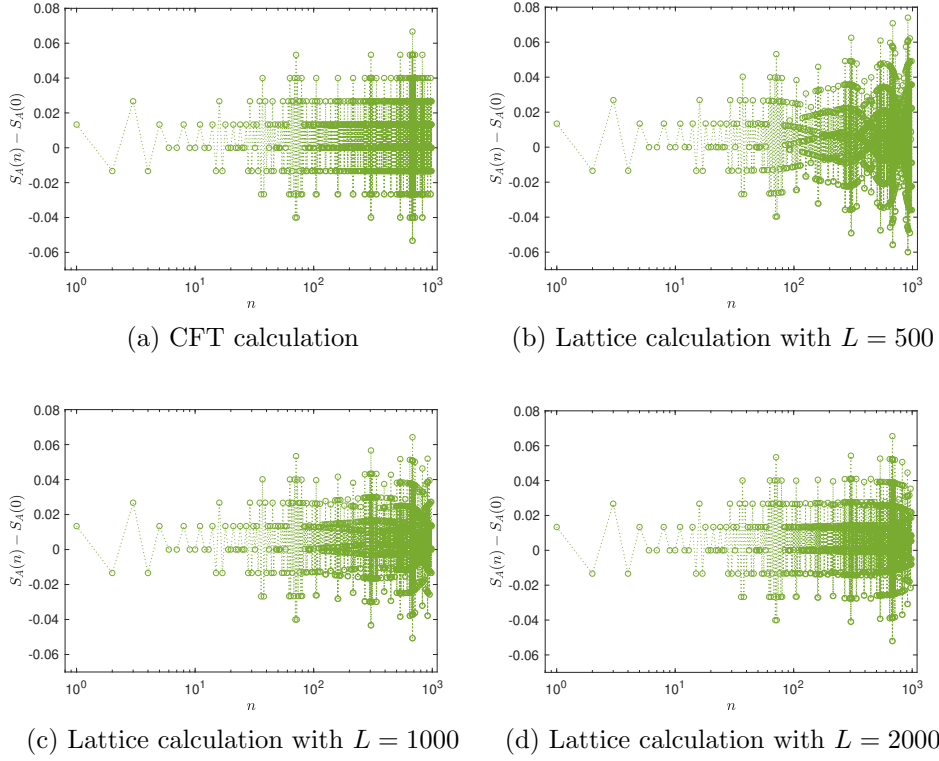 0.08
0.06
0.04
0.02
0
-0.02
-0.04
-0.06
S_A(n) − S_A(0)
10^0 10^1 10^2 10^3
n
(a) CFT calculation
0.08
0.06
0.04
0.02
0
-0.02
-0.04
-0.06
S_A(n) − S_A(0)
10^0 10^1 10^2 10^3
n
(b) Lattice calculation with L = 500
0.08
0.06
0.04
0.02
0
-0.02
-0.04
-0.06
S_A(n) − S_A(0)
10^0 10^1 10^2 10^3
n
(c) Lattice calculation with L = 1000
0.08
0.06
0.04
0.02
0
-0.02
-0.04
-0.06
S_A(n) − S_A(0)
10^0 10^1 10^2 10^3
n
(d) Lattice calculation with L = 2000